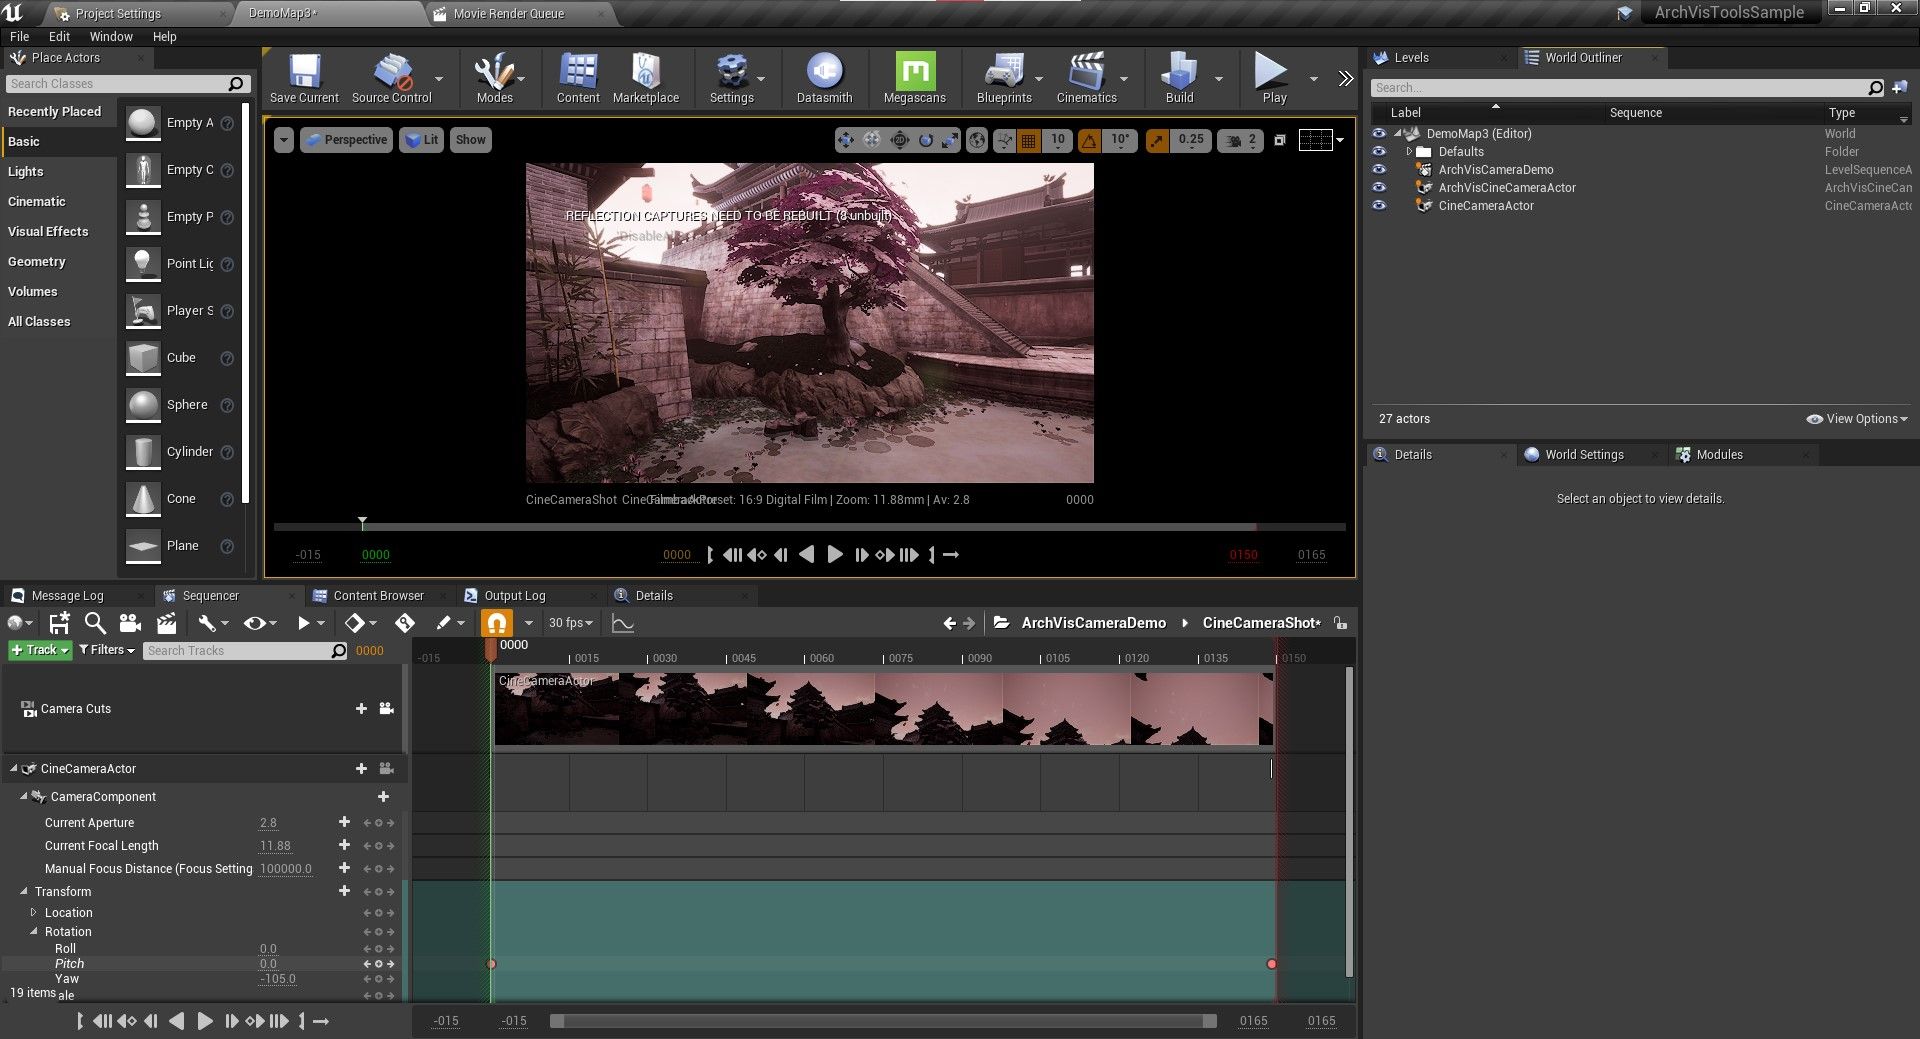 Project Settings
DemoMap3*
Movie Render Queue
ArchVisToolsSample
File Edit Window Help
Place Actors
Search Classes
Recently Placed
Basic
Lights
Cinematic
Visual Effects
Geometry
Volumes
All Classes
Empty A
Empty C
Empty P
Point Lig
Player S
Cube
Sphere
Cylinder
Cone
Plane
Save Current
Source Control
Modes
Content
Marketplace
Settings
Datasmith
Megascans
Blueprints
Cinematics
Build
Play
Perspective Lit Show
10 10° 0.25 2
REFLECTION CAPTURES NEED TO BE REBUILT (8 unbuilt)
CineCameraShot
Preset: 16:9 Digital Film | Zoom: 11.88mm | Av: 2.8
0000
-015 0000 0000 0150 0165
Levels
World Outliner
Search...
Label Sequence Type
DemoMap3 (Editor) World
Defaults Folder
ArchVisCameraDemo LevelSequenceA
ArchVisCineCameraActor ArchVisCineCam
CineCameraActor CineCameraActo
27 actors
View Options
Details
World Settings
Modules
Select an object to view details.
Message Log
Sequencer
Content Browser
Output Log
Details
30 fps
ArchVisCameraDemo
CineCameraShot*
Track
Filters
Search Tracks
0000
-015 0000 0015 0030 0045 0060 0075 0090 0105 0120 0135 0150
CineCameraActor
Camera Cuts
CineCameraActor
CameraComponent
Current Aperture 2.8
Current Focal Length 11.88
Manual Focus Distance (Focus Setting 100000.0
Transform
Location
Rotation
Roll 0.0
Pitch 0.0
Yaw -105.0
19 items
ale
-015 -015 0165 0165